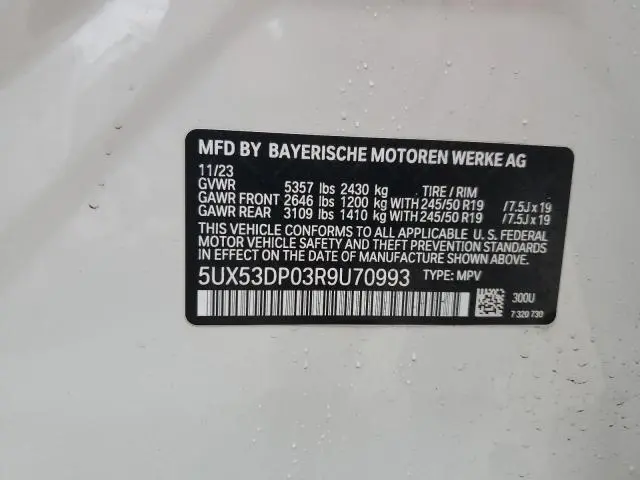 MFD BY BAYERISCHE MOTOREN WERKE AG
11/23
GVWR 5357 lbs 2430 kg TIRE / RIM
GAWR FRONT 2646 lbs 1200 kg WITH 245/50 R19 /7.5J x 19
GAWR REAR 3109 lbs 1410 kg WITH 245/50 R19 /7.5J x 19
THIS VEHICLE CONFORMS TO ALL APPLICABLE U. S. FEDERAL
MOTOR VEHICLE SAFETY AND THEFT PREVENTION STANDARDS
IN EFFECT ON THE DATE OF MANUFACTURE SHOWN ABOVE.
5UX53DP03R9U70993 TYPE: MPV
300U
7 320 730